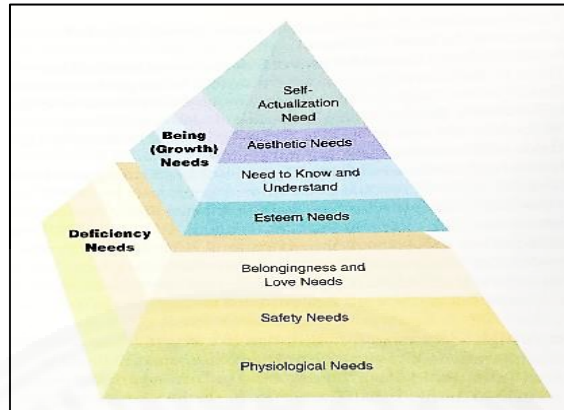 Self-
Actualization
Need
Being
(Growth)
Needs
Aesthetic Needs
Need to Know and
Understand
Esteem Needs
Deficiency
Needs
Belongingness and
Love Needs
Safety Needs
Physiological Needs